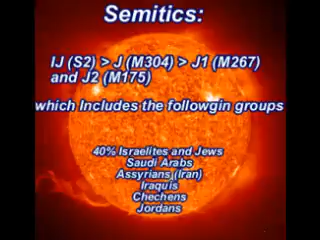 Semitics:
IJ (S2) > J (M304) > J1 (M267)
and J2 (M175)
which Includes the followgin groups
40% Israelites and Jews
Saudi Arabs
Assyrians (Iran)
Iraquis
Chechens
Jordans